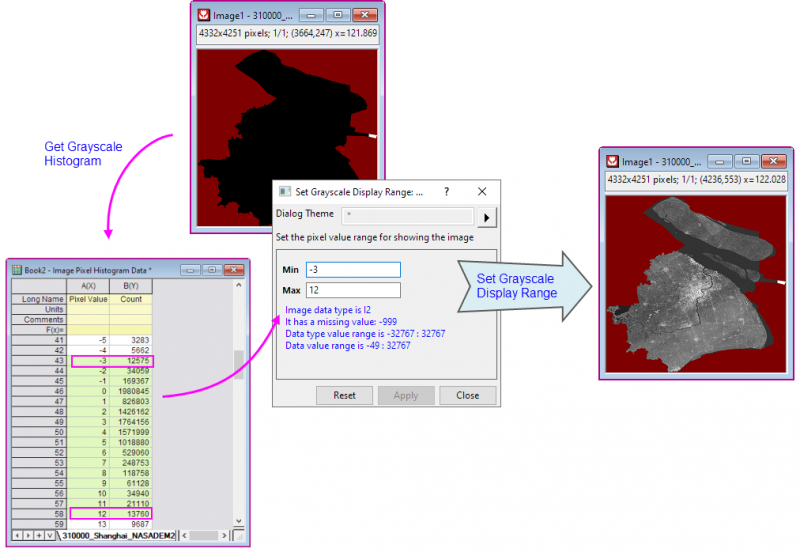 Image1 - 310000_...
4332x4251 pixels; 1/1; (3664,247) x=121.869
Get Grayscale
Histogram
Book2 - Image Pixel Histogram Data *
A(X) B(Y)
Long Name Pixel Value Count
Units
Comments
F(x)=
41 -5 3283
42 -4 5662
43 -3 12575
44 -2 34059
45 -1 169367
46 0 1980845
47 1 826803
48 2 1426162
49 3 1764156
50 4 1571999
51 5 1018880
52 6 529060
53 7 248753
54 8 118758
55 9 61128
56 10 34940
57 11 21110
58 12 13760
59 13 9687
310000_Shanghai_NASADEM2
Set Grayscale Display Range: ... ?
Dialog Theme *
Set the pixel value range for showing the image
Min -3
Max 12
Image data type is I2
It has a missing value: -999
Data type value range is -32767 : 32767
Data value range is -49 : 32767
Reset Apply Close
Set Grayscale
Display Range
Image1 - 310000_...
4332x4251 pixels; 1/1; (4236,553) x=122.028